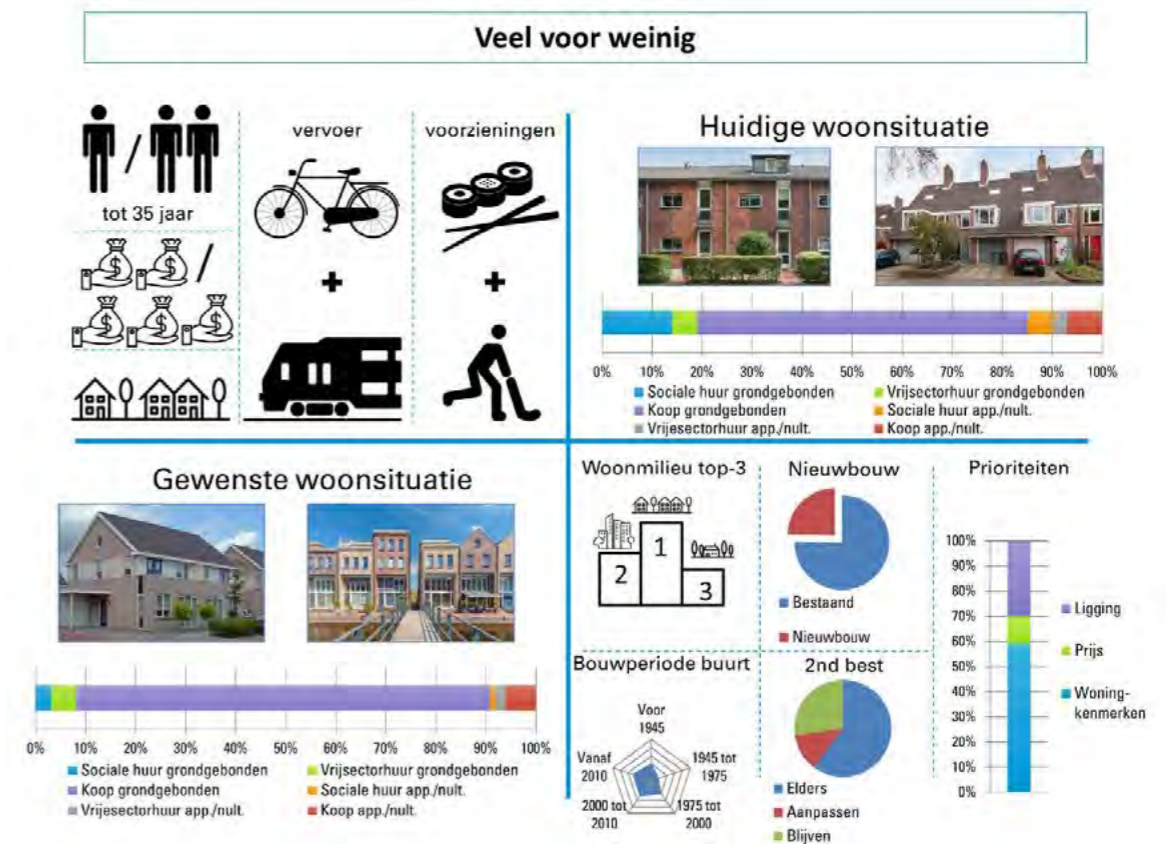 Veel voor weinig
tot 35 jaar
vervoer
voorzieningen
Huidige woonsituatie
0% 10% 20% 30% 40% 50% 60% 70% 80% 90% 100%
Sociale huur grondgebonden
Vrijsectorhuur grondgebonden
Koop grondgebonden
Sociale huur app./nult.
Vrijesectorhuur app./nult.
Koop app./nult.
Gewenste woonsituatie
0% 10% 20% 30% 40% 50% 60% 70% 80% 90% 100%
Sociale huur grondgebonden
Vrijsectorhuur grondgebonden
Koop grondgebonden
Sociale huur app./nult.
Vrijesectorhuur app./nult.
Koop app./nult.
Woonmilieu top-3
1
2
3
Nieuwbouw
Bestaand
Nieuwbouw
Prioriteiten
100%
90%
80%
70%
60%
50%
40%
30%
20%
10%
0%
Ligging
Prijs
Woning-
kenmerken
Bouwperiode buurt
Voor
1945
1945 tot
1975
1975 tot
2000
2000 tot
2010
Vanaf
2010
2nd best
Elders
Aanpassen
Blijven